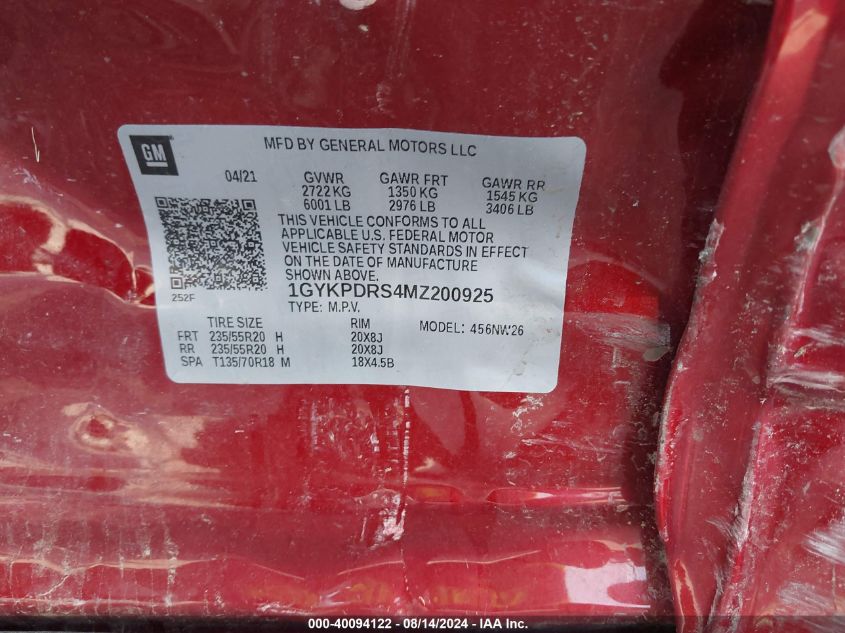 GM
MFD BY GENERAL MOTORS LLC
04/21 GVWR GAWR FRT GAWR RR
2722 KG 1350 KG 1545 KG
6001 LB 2976 LB 3406 LB
THIS VEHICLE CONFORMS TO ALL
APPLICABLE U.S. FEDERAL MOTOR
VEHICLE SAFETY STANDARDS IN EFFECT
ON THE DATE OF MANUFACTURE
SHOWN ABOVE.
252F
1GYKPDRS4MZ200925
TYPE: M.P.V.
TIRE SIZE RIM MODEL: 456NW26
FRT 235/55R20 H 20X8J
RR 235/55R20 H 20X8J
SPA T135/70R18 M 18X4.5B
000-40094122 - 08/14/2024 - IAA Inc.